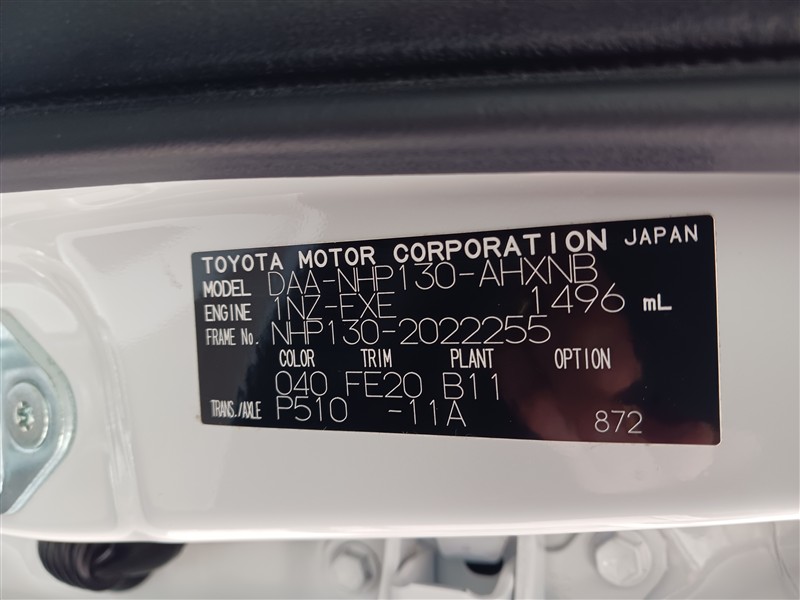 TOYOTA MOTOR CORPORATION JAPAN
MODEL DAA-NHP130-AHXNB
ENGINE 1NZ-EXE 1496 mL
FRAME No. NHP130-2022255
COLOR TRIM PLANT OPTION
040 FE20 B11
TRANS./AXLE P510 -11A
872